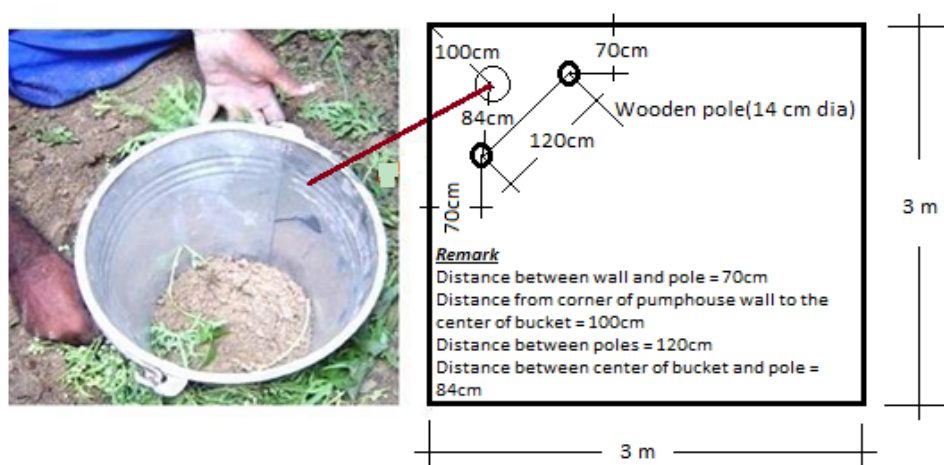 100cm
70cm
84cm
Wooden pole(14 cm dia)
120cm
70cm
3 m
Remark
Distance between wall and pole = 70cm
Distance from corner of pumphouse wall to the
center of bucket = 100cm
Distance between poles = 120cm
Distance between center of bucket and pole =
84cm
3 m